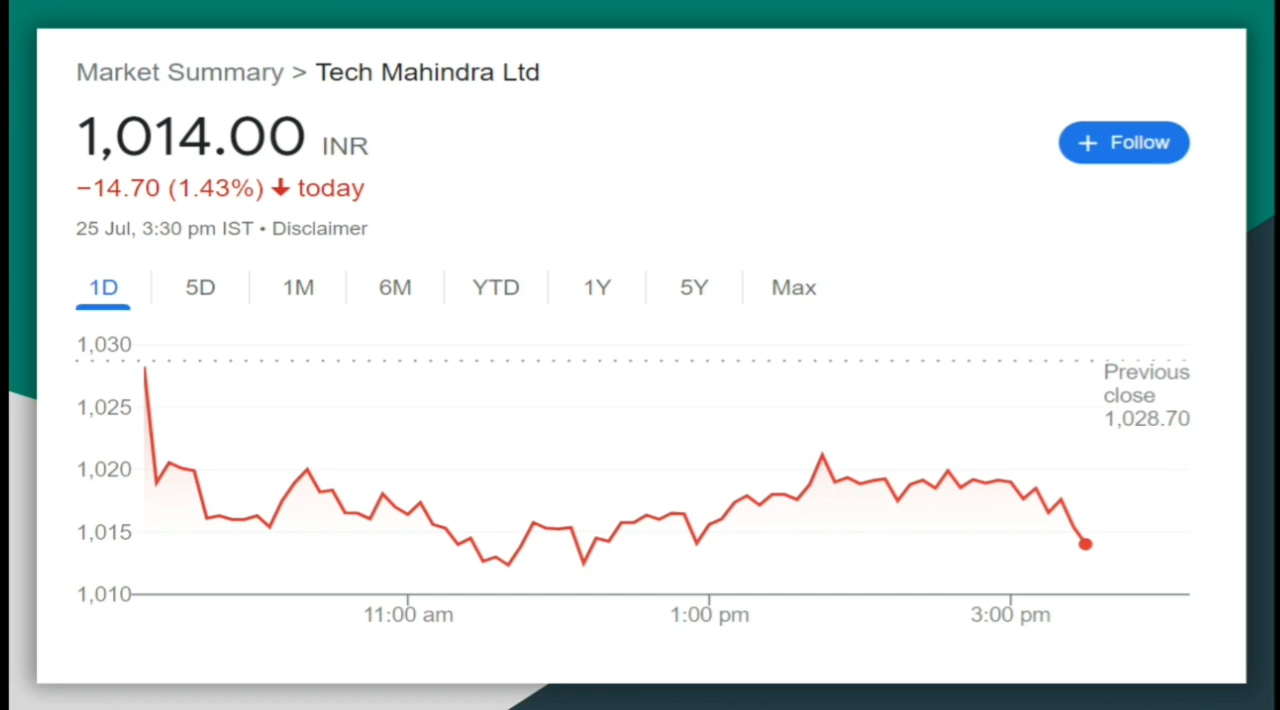 Market Summary > Tech Mahindra Ltd
1,014.00 INR
+ Follow
−14.70 (1.43%) ↓ today
25 Jul, 3:30 pm IST • Disclaimer
1D 5D 1M 6M YTD 1Y 5Y Max
1,030
Previous
close
1,028.70
1,025
1,020
1,015
1,010
11:00 am 1:00 pm 3:00 pm